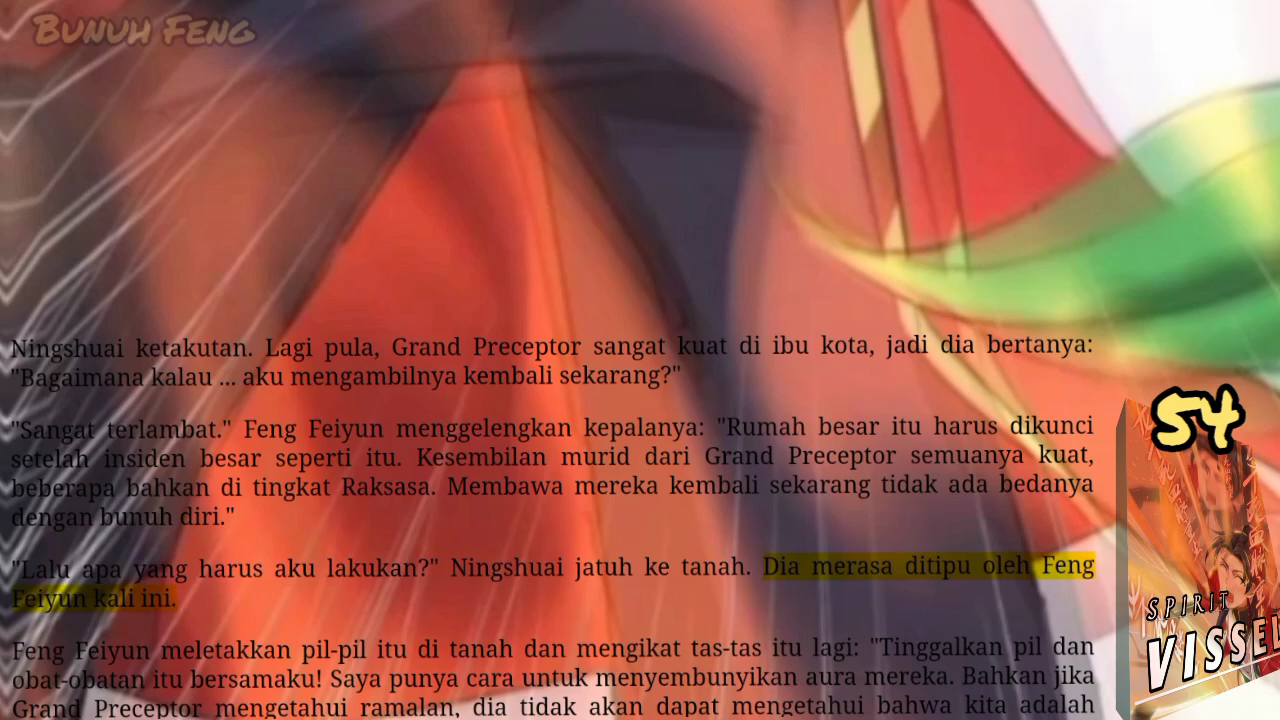 BUNUH FENG
Ningshuai ketakutan. Lagi pula, Grand Preceptor sangat kuat di ibu kota, jadi dia bertanya:
"Bagaimana kalau ... aku mengambilnya kembali sekarang?"
"Sangat terlambat." Feng Feiyun menggelengkan kepalanya: "Rumah besar itu harus dikunci
setelah insiden besar seperti itu. Kesembilan murid dari Grand Preceptor semuanya kuat,
beberapa bahkan di tingkat Raksasa. Membawa mereka kembali sekarang tidak ada bedanya
dengan bunuh diri."
"Lalu apa yang harus aku lakukan?" Ningshuai jatuh ke tanah. Dia merasa ditipu oleh Feng
Feiyun kali ini.
Feng Feiyun meletakkan pil-pil itu di tanah dan mengikat tas-tas itu lagi: "Tinggalkan pil dan
obat-obatan itu bersamaku! Saya punya cara untuk menyembunyikan aura mereka. Bahkan jika
Grand Preceptor mengetahui ramalan, dia tidak akan dapat mengetahui bahwa kita adalah
54
SPIRIT
VISSEL